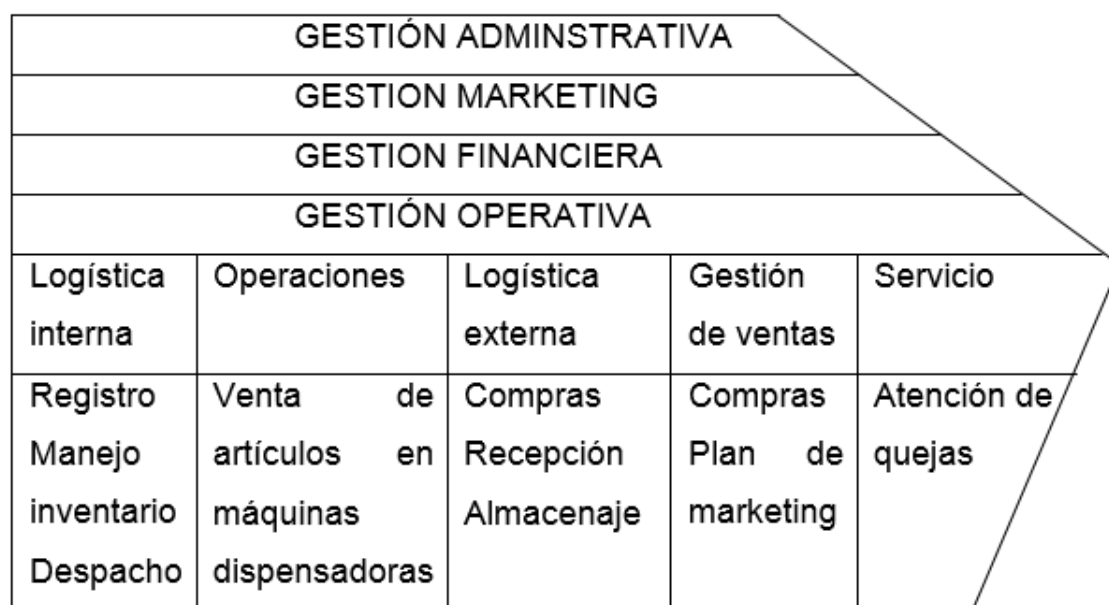 GESTIÓN ADMINSTRATIVA
GESTION MARKETING
GESTION FINANCIERA
GESTIÓN OPERATIVA
Logística
interna
Operaciones
Logística
externa
Gestión
de ventas
Servicio
Registro
Manejo
inventario
Despacho
Venta de
artículos en
máquinas
dispensadoras
Compras
Recepción
Almacenaje
Compras
Plan de
marketing
Atención de
quejas